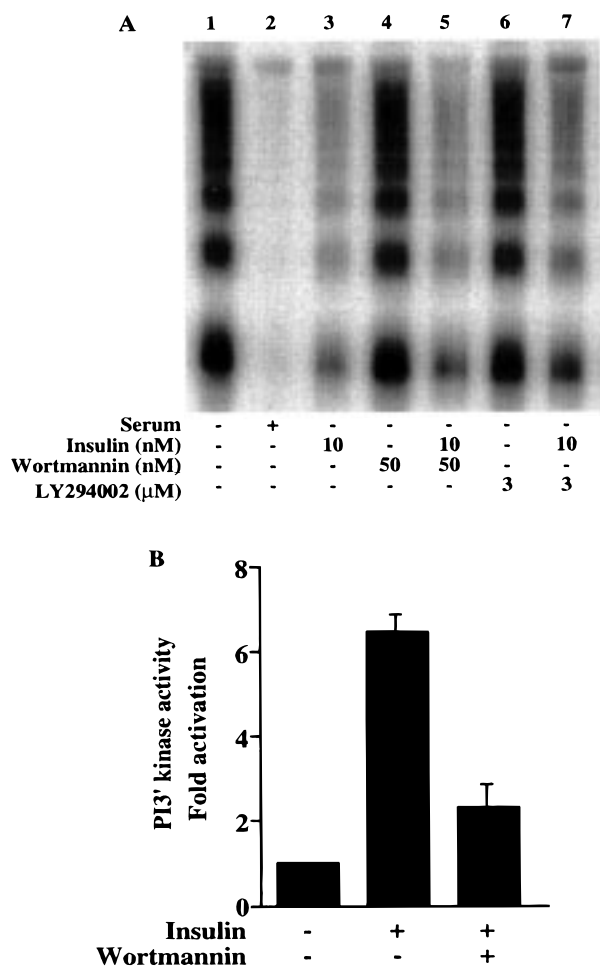 A 1 2 3 4 5 6 7
Serum - + - - - - -
Insulin (nM) - - 10 - 10 - 10
Wortmannin (nM) - - - 50 50 - -
LY294002 (μM) - - - - - 3 3
B
8
6
4
2
0
PI3' kinase activity
Fold activation
Insulin - + +
Wortmannin - - +